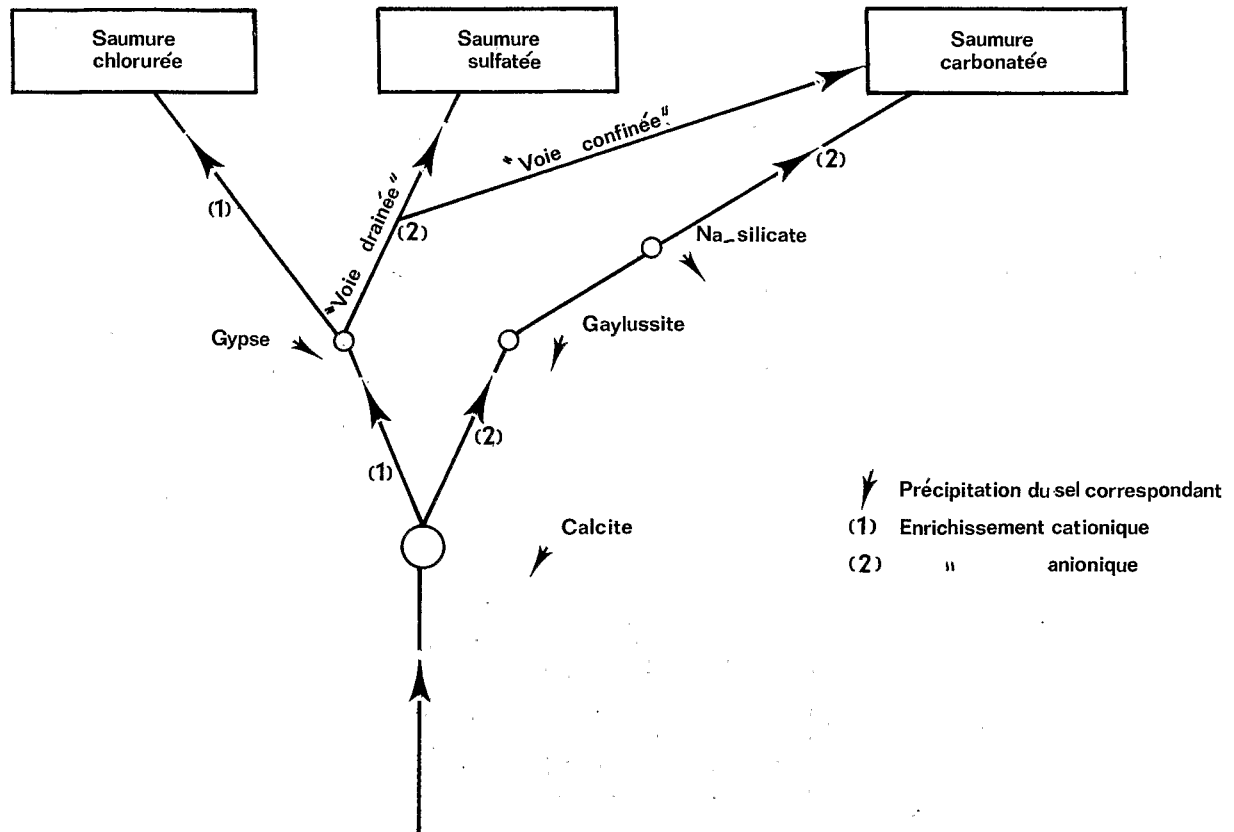 Saumure
chlorurée
Saumure
sulfatée
Saumure
carbonatée
"Voie confinée"
(2)
(1)
"Voie drainée"
(2)
Na_silicate
Gypse
Gaylussite
(1)
(2)
Calcite
Précipitation du sel correspondant
(1) Enrichissement cationique
(2) " anionique